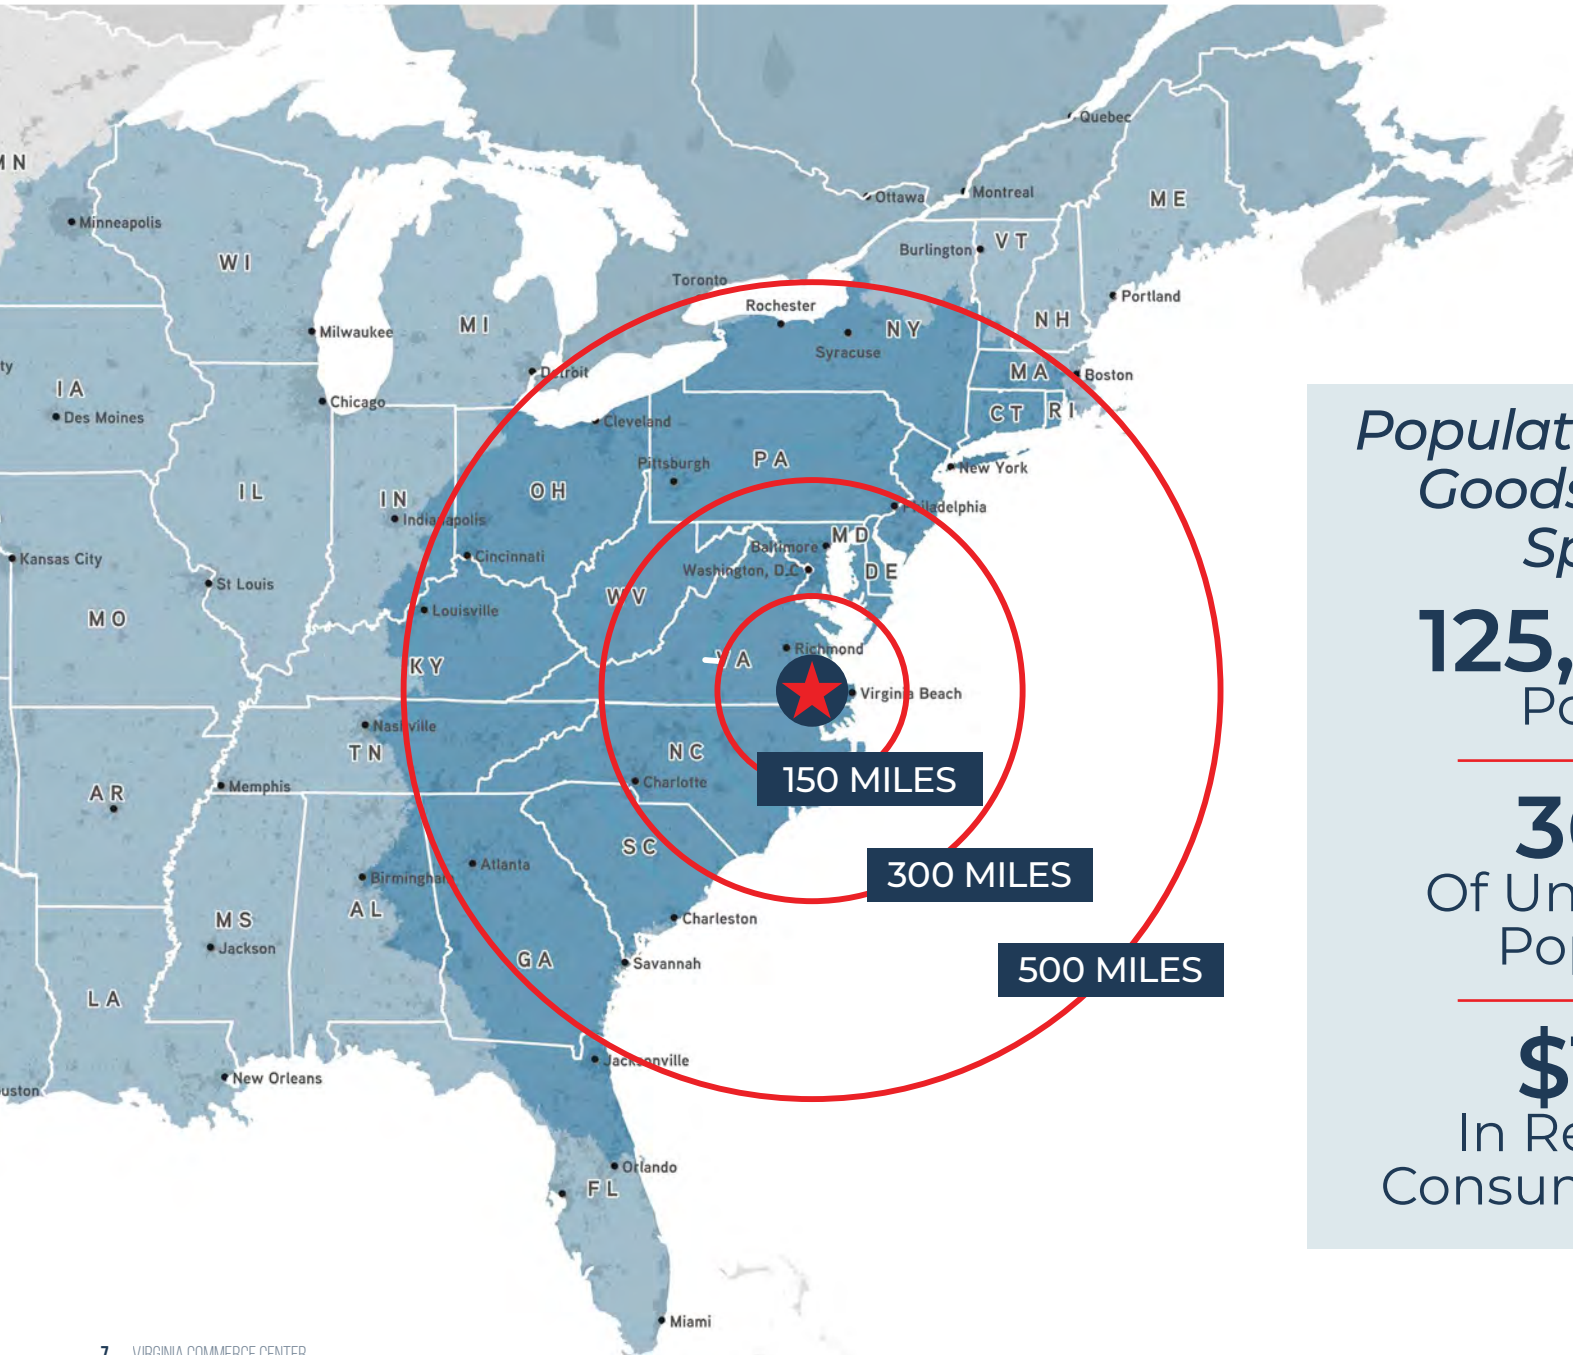 Quebec
MN
Ottawa
Montreal
ME
Minneapolis
Burlington
VT
WI
Toronto
Portland
Rochester
NH
MI
NY
Milwaukee
Syracuse
ty
Detroit
MA
Boston
IA
Chicago
CT
RI
Des Moines
Cleveland
PA
Pittsburgh
New York
IL
IN
OH
Philadelphia
Indianapolis
MD
Baltimore
Cincinnati
Kansas City
Washington, D.C.
DE
St Louis
WV
Louisville
MO
Richmond
VA
KY
Virginia Beach
Nashville
TN
NC
Charlotte
150 MILES
Memphis
AR
SC
Atlanta
300 MILES
Birmingham
AL
MS
Charleston
Jackson
GA
Savannah
500 MILES
LA
Jacksonville
New Orleans
uston
Orlando
FL
Miami
Populat
Goods
Sp
125,
Po
30
Of Un
Pop
$
In Re
Consum
7 VIRGINIA COMMERCE CENTER